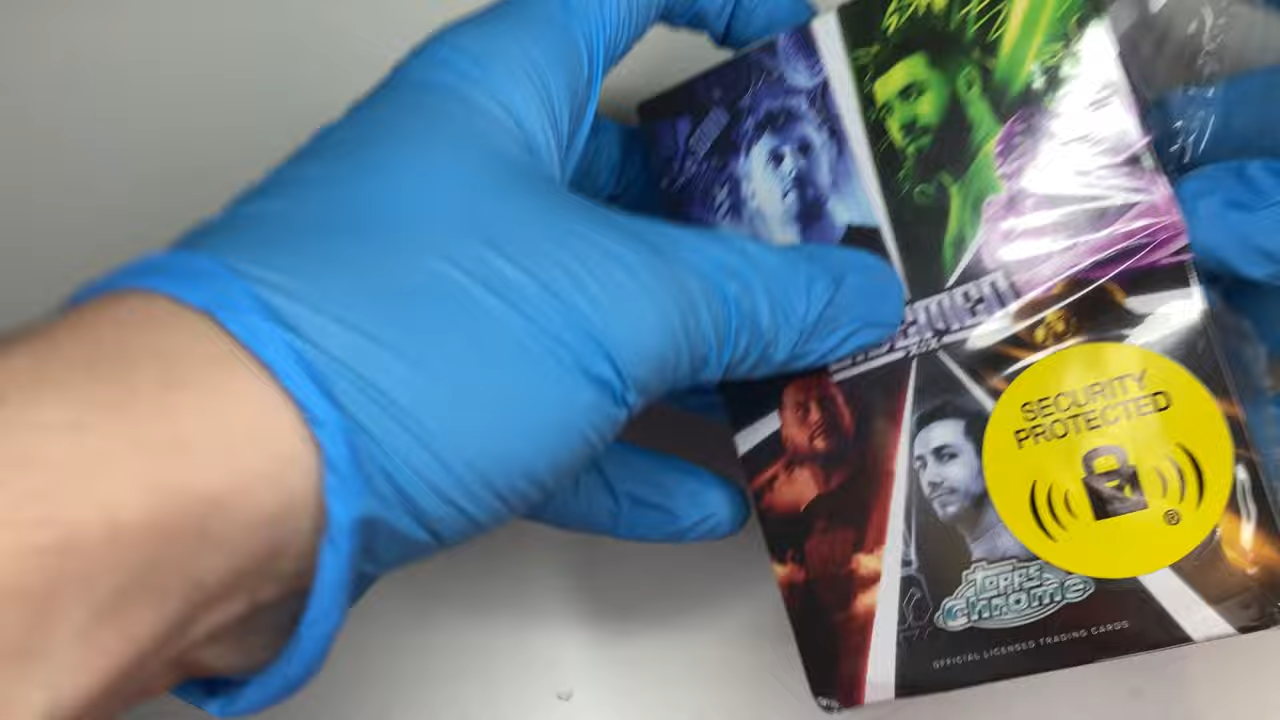 SECURITY
PROTECTED
®
TOPPS
Chrome
OFFICIAL LICENSED TRADING CARDS